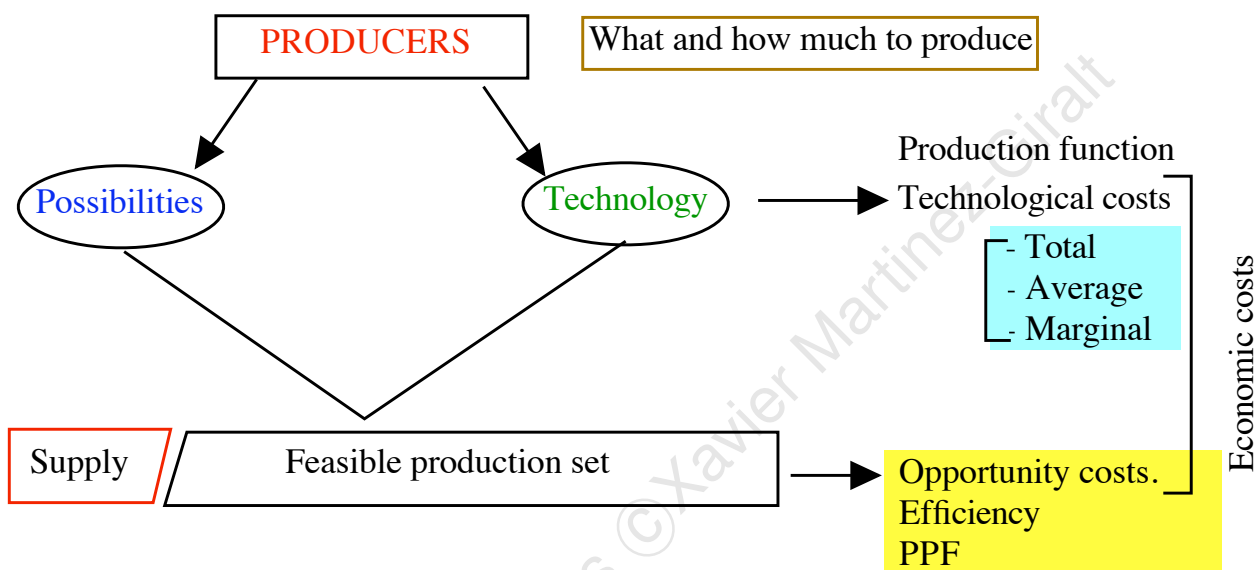 PRODUCERS
What and how much to produce
Possibilities
Technology
Production function
Technological costs
- Total
- Average
- Marginal
Economic costs
Supply
Feasible production set
Opportunity costs.
Efficiency
PPF
©Xavier Martinez-Giralt